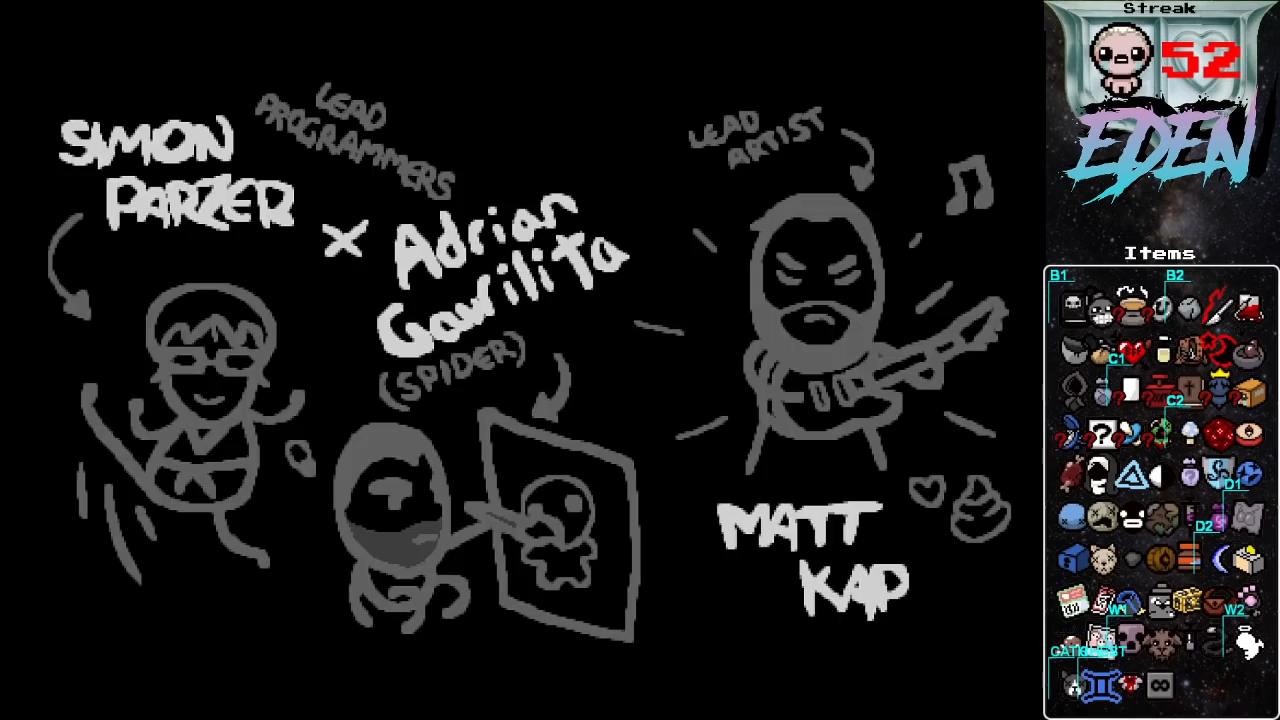 LEAD
PROGRAMMERS
SIMON
PARZER
X
Adrian
Gavrilita
(SPIDER)
LEAD
ARTIST
MATT
KAP
Streak
52
EDEN
Items
B1
B2
C1
C2
D1
D2
W1
W2